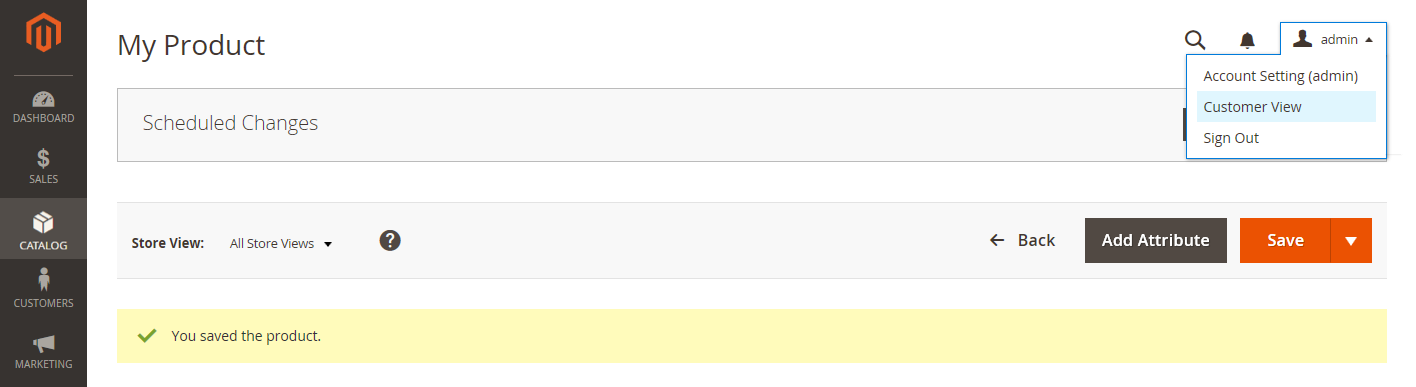 My Product
admin
Account Setting (admin)
Customer View
Sign Out
Scheduled Changes
DASHBOARD
$
SALES
CATALOG
CUSTOMERS
MARKETING
Store View: All Store Views ? Back Add Attribute Save
You saved the product.